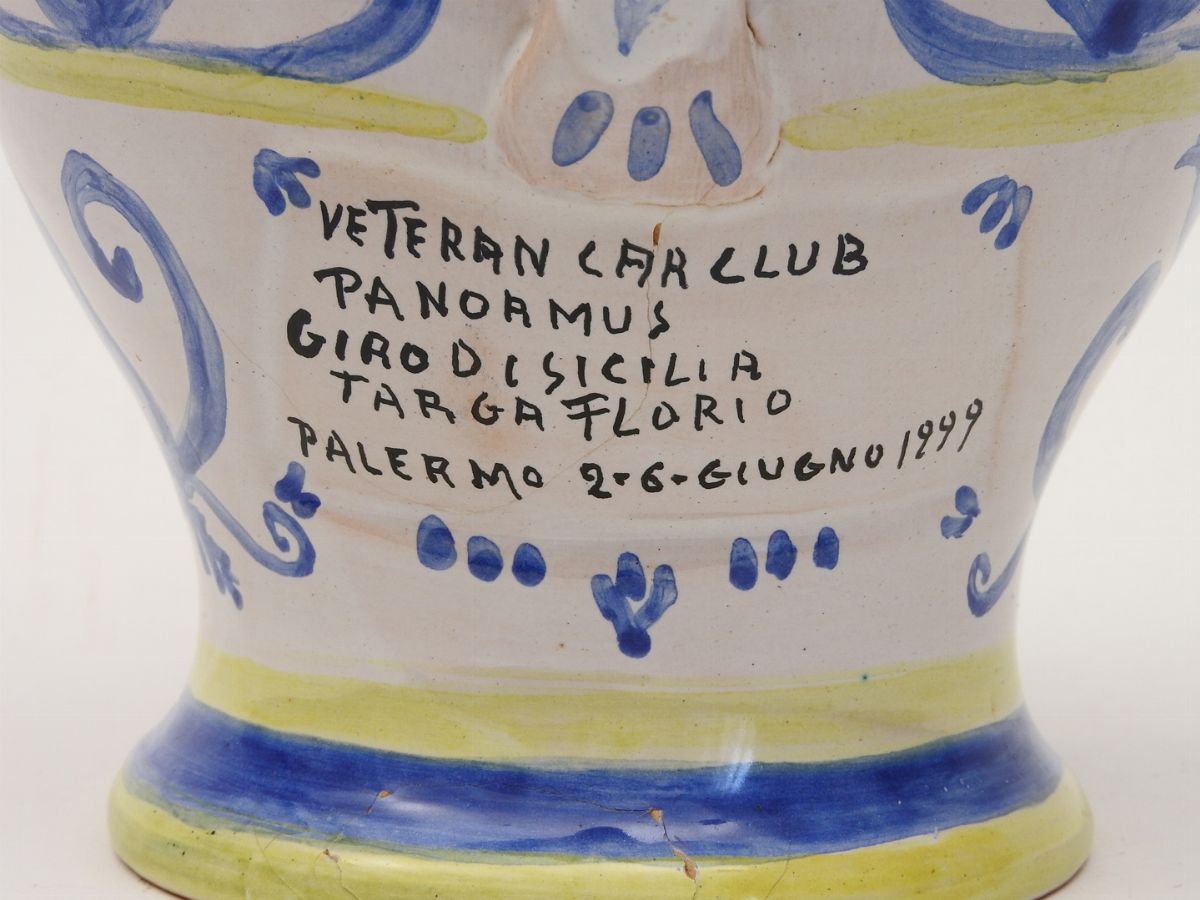 VETERAN CAR CLUB
PANORMUS
GIRO DI SICILIA
TARGA FLORIO
PALERMO 2-6-GIUGNO 1999